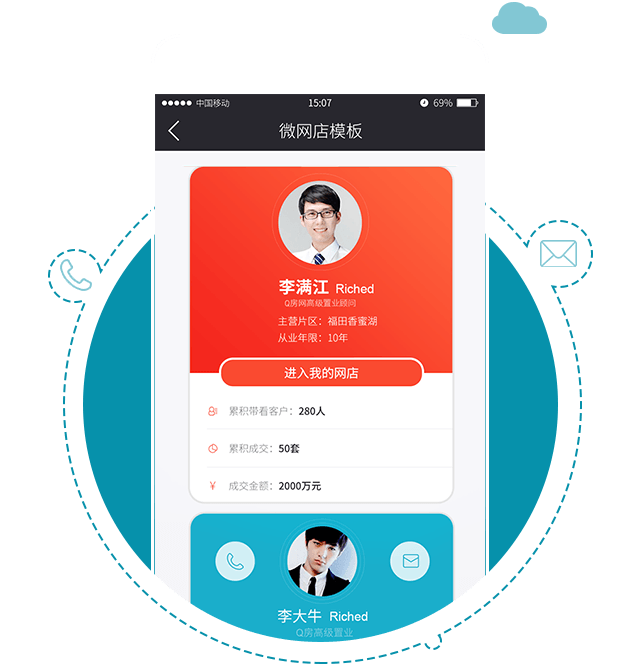 中国移动 15:07 69%
微网店模板
李满江 Riched
Q房网高级置业顾问
主营片区：福田香蜜湖
从业年限：10年
进入我的网店
累积带看客户：280人
累积成交：50套
¥ 成交金额：2000万元
李大牛 Riched
Q房高级置业